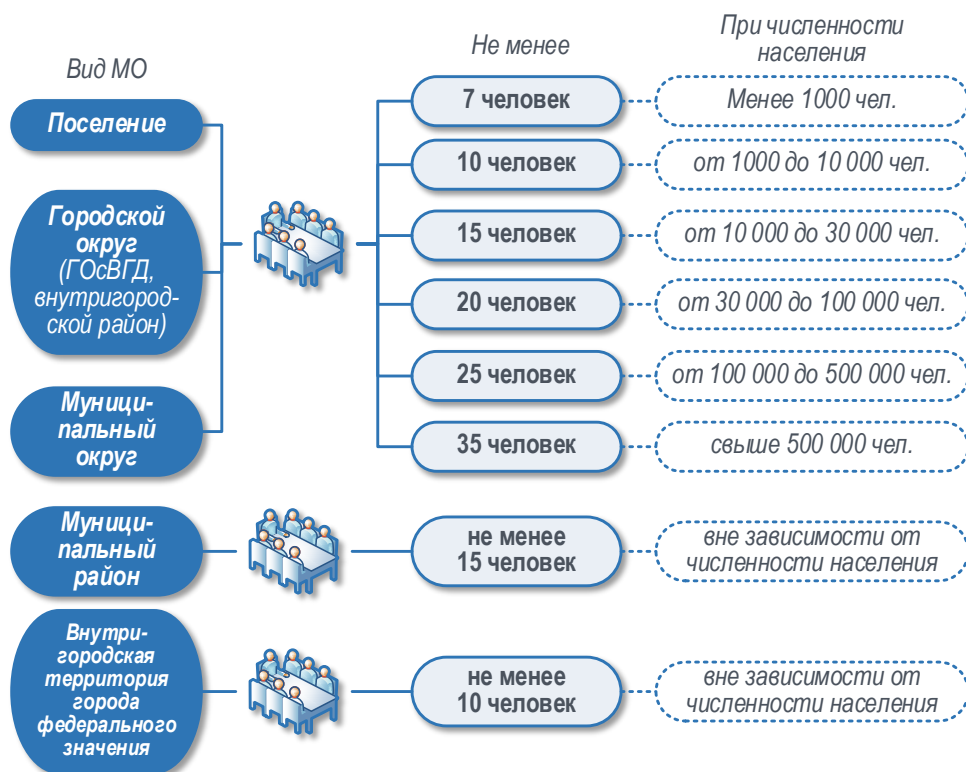 Вид МО
Не менее
При численности
населения
Поселение
Городской
округ
(ГОсВГД,
внутригород-
ской район)
Муници-
пальный
округ
7 человек
Менее 1000 чел.
10 человек
от 1000 до 10 000 чел.
15 человек
от 10 000 до 30 000 чел.
20 человек
от 30 000 до 100 000 чел.
25 человек
от 100 000 до 500 000 чел.
35 человек
свыше 500 000 чел.
Муници-
пальный
район
не менее
15 человек
вне зависимости от
численности населения
Внутри-
городская
территория
города
федерального
значения
не менее
10 человек
вне зависимости от
численности населения